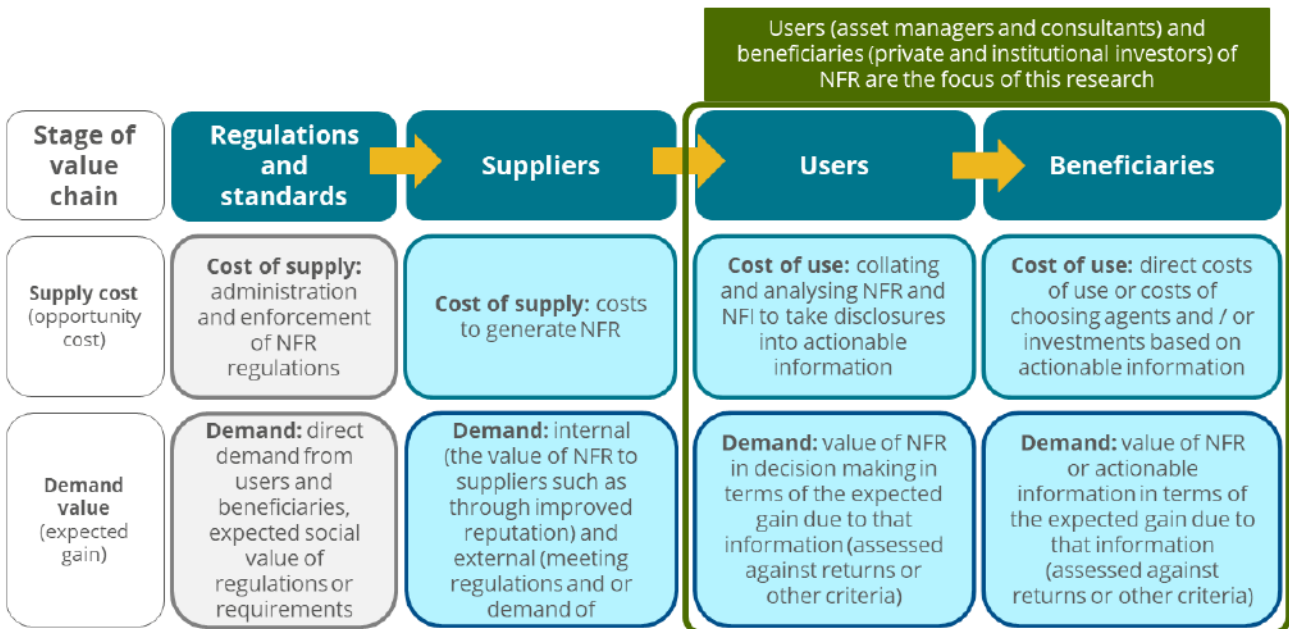 Users (asset managers and consultants) and
beneficiaries (private and institutional investors) of
NFR are the focus of this research
Stage of
value
chain
Regulations
and
standards
Suppliers
Users
Beneficiaries
Supply cost
(opportunity
cost)
Cost of supply:
administration
and enforcement
of NFR
regulations
Cost of supply: costs
to generate NFR
Cost of use: collating
and analysing NFR and
NFI to take disclosures
into actionable
information
Cost of use: direct costs
of use or costs of
choosing agents and / or
investments based on
actionable information
Demand
value
(expected
gain)
Demand: direct
demand from
users and
beneficiaries,
expected social
value of
regulations or
requirements
Demand: internal
(the value of NFR to
suppliers such as
through improved
reputation) and
external (meeting
regulations and or
demand of
Demand: value of NFR
in decision making in
terms of the expected
gain due to that
information (assessed
against returns or
other criteria)
Demand: value of NFR
or actionable
information in terms of
the expected gain due to
that information
(assessed against
returns or other criteria)